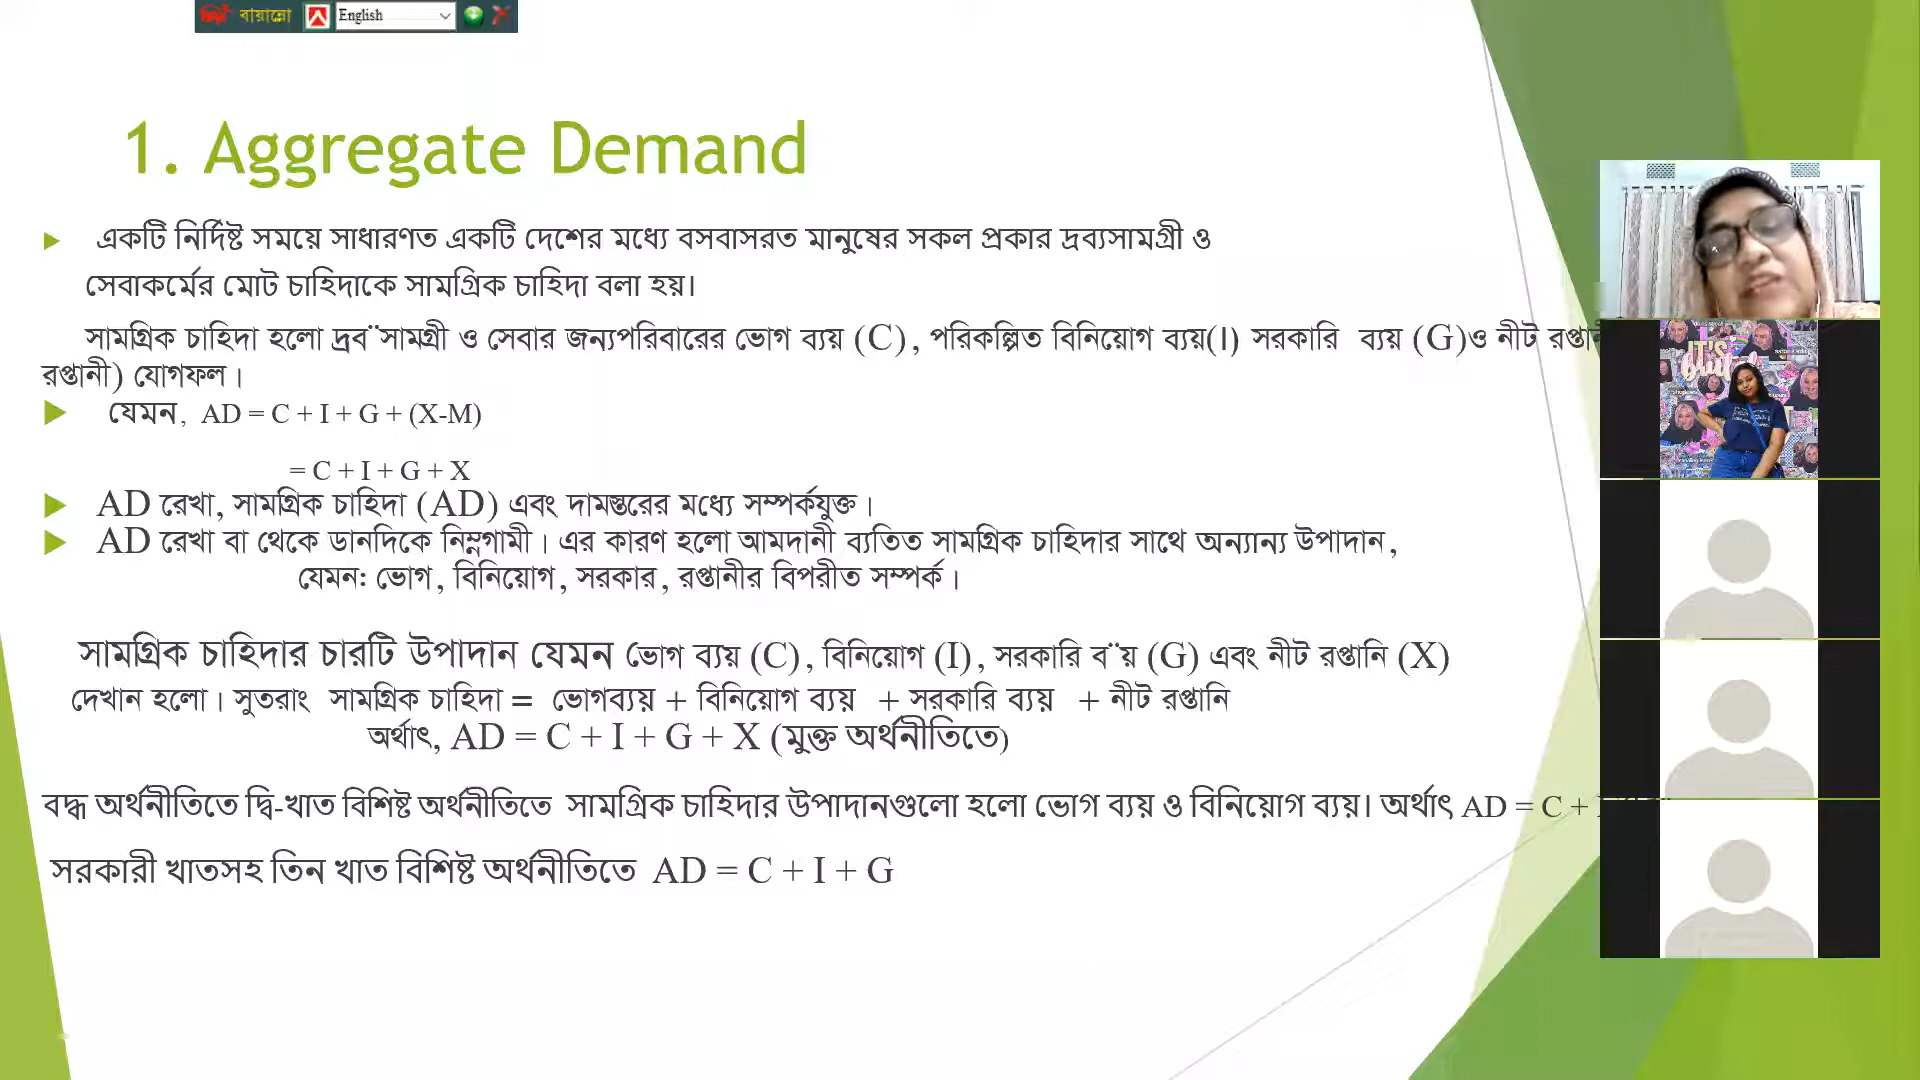 বায়ান্নো English
1. Aggregate Demand
একটি নির্দিষ্ট সময়ে সাধারণত একটি দেশের মধ্যে বসবাসরত মানুষের সকল প্রকার দ্রব্যসামগ্রী ও
সেবাকর্মের মোট চাহিদাকে সামগ্রিক চাহিদা বলা হয়।
সামগ্রিক চাহিদা হলো দ্রব¨সামগ্রী ও সেবার জন্যপরিবারের ভোগ ব্যয় (C), পরিকল্পিত বিনিয়োগ ব্যয়(I) সরকারি ব্যয় (G)ও নীট
রপ্তানী) যোগফল।
যেমন, AD = C + I + G + (X-M)
= C + I + G + X
AD রেখা, সামগ্রিক চাহিদা (AD) এবং দামস্তরের মধ্যে সম্পর্কযুক্ত।
AD রেখা বা থেকে ডানদিকে নিম্নগামী। এর কারণ হলো আমদানী ব্যতিত সামগ্রিক চাহিদার সাথে অন্যান্য উপাদান,
যেমনঃ ভোগ, বিনিয়োগ, সরকার, রপ্তানীর বিপরীত সম্পর্ক।
সামগ্রিক চাহিদার চারটি উপাদান যেমন ভোগ ব্যয় (C), বিনিয়োগ (I), সরকারি ব¨য় (G) এবং নীট রপ্তানি (X)
দেখান হলো। সুতরাং সামগ্রিক চাহিদা = ভোগব্যয় + বিনিয়োগ ব্যয় + সরকারি ব্যয় + নীট রপ্তানি
অর্থাৎ, AD = C + I + G + X (মুক্ত অর্থনীতিতে)
বদ্ধ অর্থনীতিতে দ্বি-খাত বিশিষ্ট অর্থনীতিতে সামগ্রিক চাহিদার উপাদানগুলো হলো ভোগ ব্যয় ও বিনিয়োগ ব্যয়। অর্থাৎ AD = C +
সরকারী খাতসহ তিন খাত বিশিষ্ট অর্থনীতিতে AD = C + I + G
IT'S